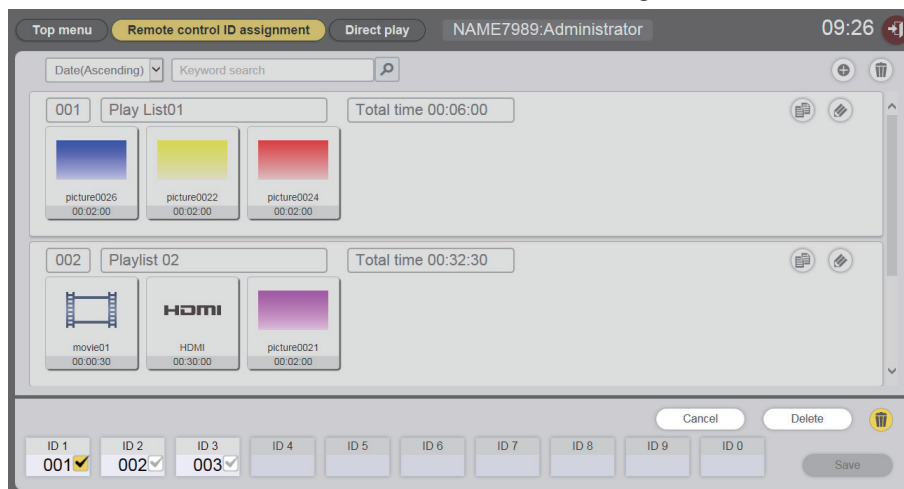 Top menu Remote control ID assignment Direct play NAME7989:Administrator 09:26
Date(Ascending) Keyword search
001 Play List01 Total time 00:06:00
picture0026 picture0022 picture0024
00:02:00 00:02:00 00:02:00
002 Playlist 02 Total time 00:32:30
HDMI
movie01 HDMI picture0021
00:00:30 00:30:00 00:02:00
Cancel Delete
ID 1 ID 2 ID 3 ID 4 ID 5 ID 6 ID 7 ID 8 ID 9 ID 0
001 002 003 Save